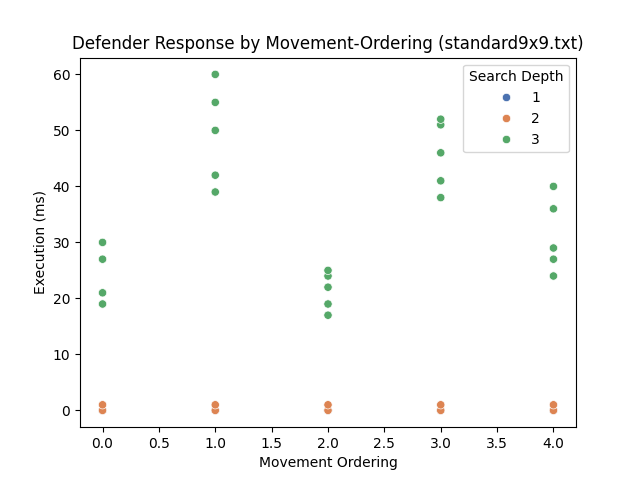 Defender Response by Movement-Ordering (standard9x9.txt)
Search Depth
1
2
3
Execution (ms)
60
50
40
30
20
10
0
0.0 0.5 1.0 1.5 2.0 2.5 3.0 3.5 4.0
Movement Ordering